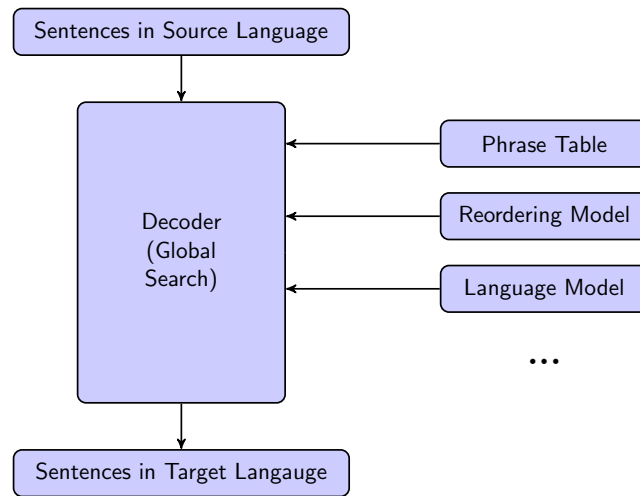 Sentences in Source Language
Phrase Table
Reordering Model
Decoder
(Global
Search)
Language Model
...
Sentences in Target Langauge